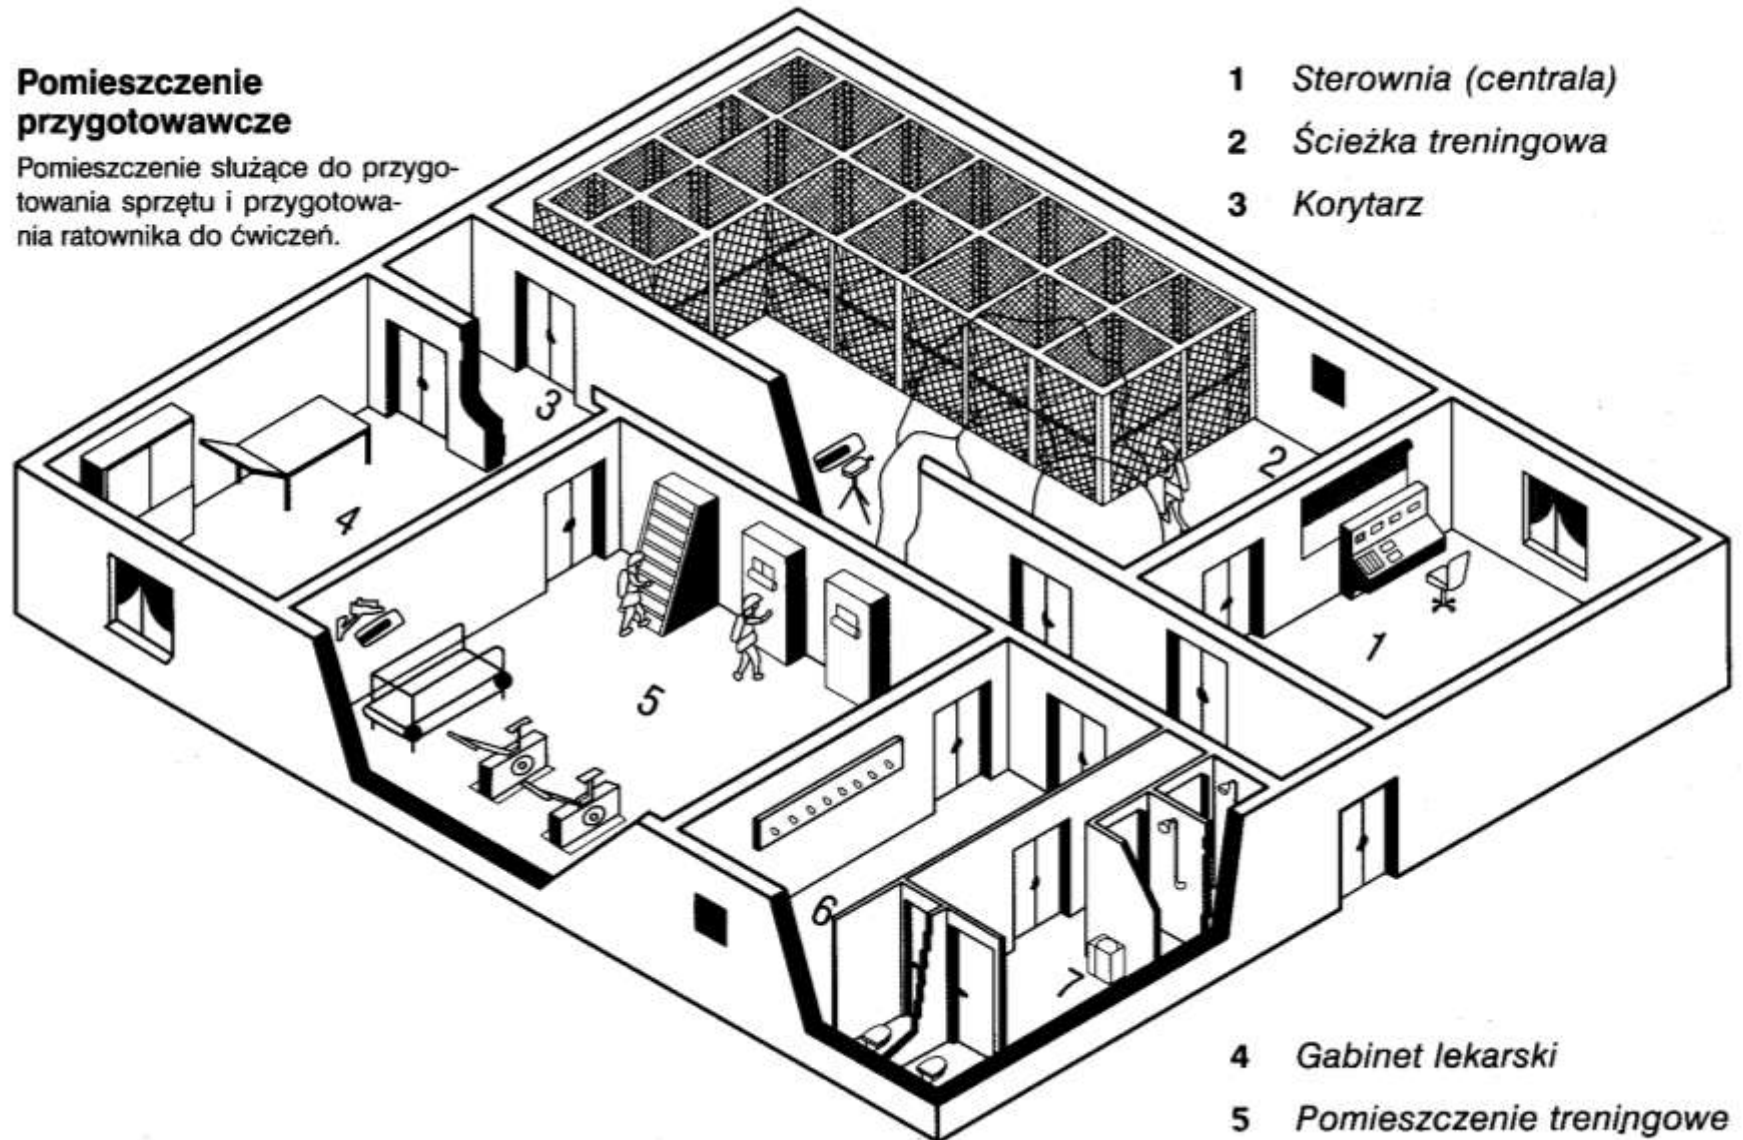 Pomieszczenie
przygotowawcze
Pomieszczenie służące do przygo-
towania sprzętu i przygotowa-
nia ratownika do ćwiczeń.
1 Sterownia (centrala)
2 Ścieżka treningowa
3 Korytarz
3
2
4
1
5
6
7
4 Gabinet lekarski
5 Pomieszczenie treningowe